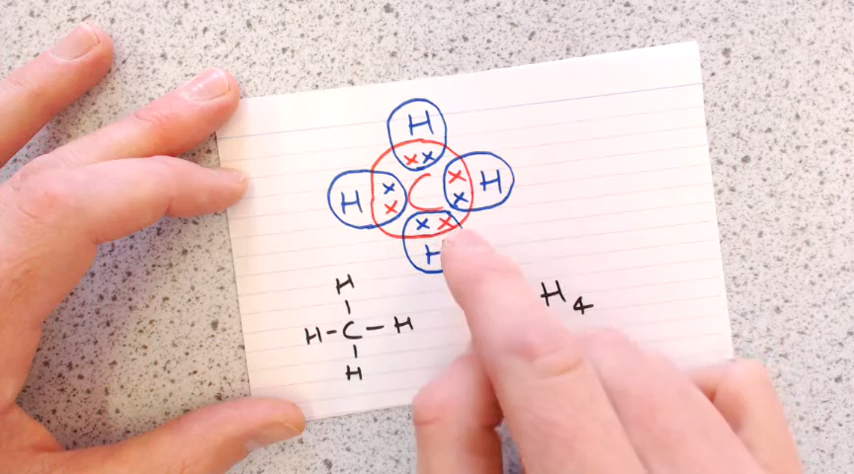 H
×× 
H × × C × × H
××
H
H
H-C-H
H
H4